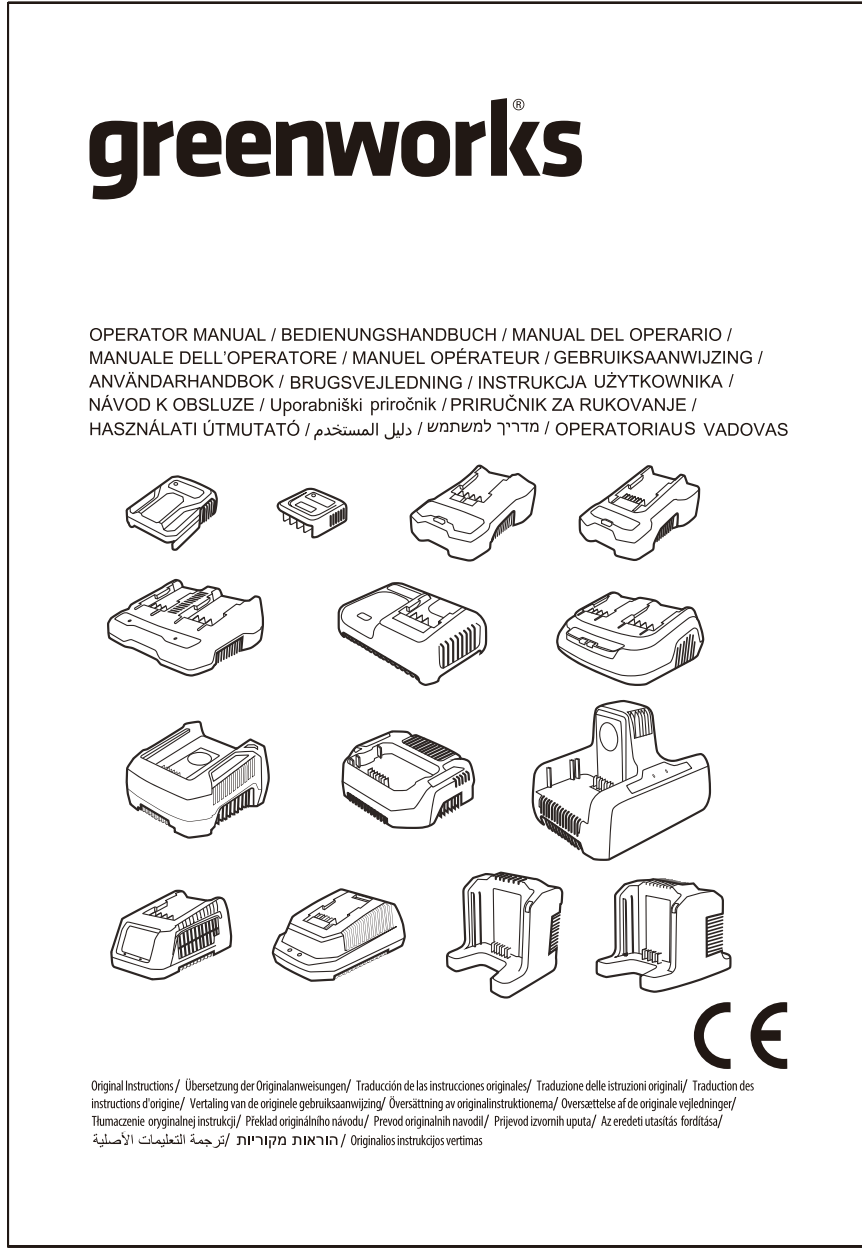 greenworks®
OPERATOR MANUAL / BEDIENUNGSHANDBUCH / MANUAL DEL OPERARIO /
MANUALE DELL’OPERATORE / MANUEL OPÉRATEUR / GEBRUIKSAANWIJZING /
ANVÄNDARHANDBOK / BRUGSVEJLEDNING / INSTRUKCJA UŻYTKOWNIKA /
NÁVOD K OBSLUZE / Uporabniški priročnik / PRIRUČNIK ZA RUKOVANJE /
HASZNÁLATI ÚTMUTATÓ / دليل المستخدم / מדריך למשתמש / OPERATORIAUS VADOVAS
CE
Original Instructions / Übersetzung der Originalanweisungen/ Traducción de las instrucciones originales/ Traduzione delle istruzioni originali/ Traduction des
instructions d'origine/ Vertaling van de originele gebruiksaanwijzing/ Översättning av originalinstruktionema/ Oversættelse af de originale vejledninger/
Tłumaczenie oryginalnej instrukcji/ Překlad originálního návodu/ Prevod originalnih navodil/ Prijevod izvornih uputa/ Az eredeti utasítás fordítása/
ترجمة التعليمات الأصلية/ הוראות מקוריות / Originalios instrukcijos vertimas